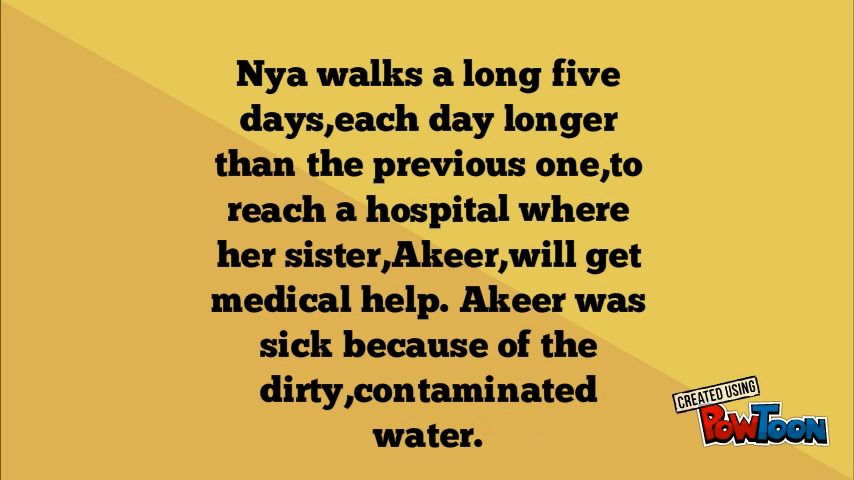 Nya walks a long five
days,each day longer
than the previous one,to
reach a hospital where
her sister,Akeer,will get
medical help. Akeer was
sick because of the
dirty,contaminated
water.
CREATED USING
POWTOON